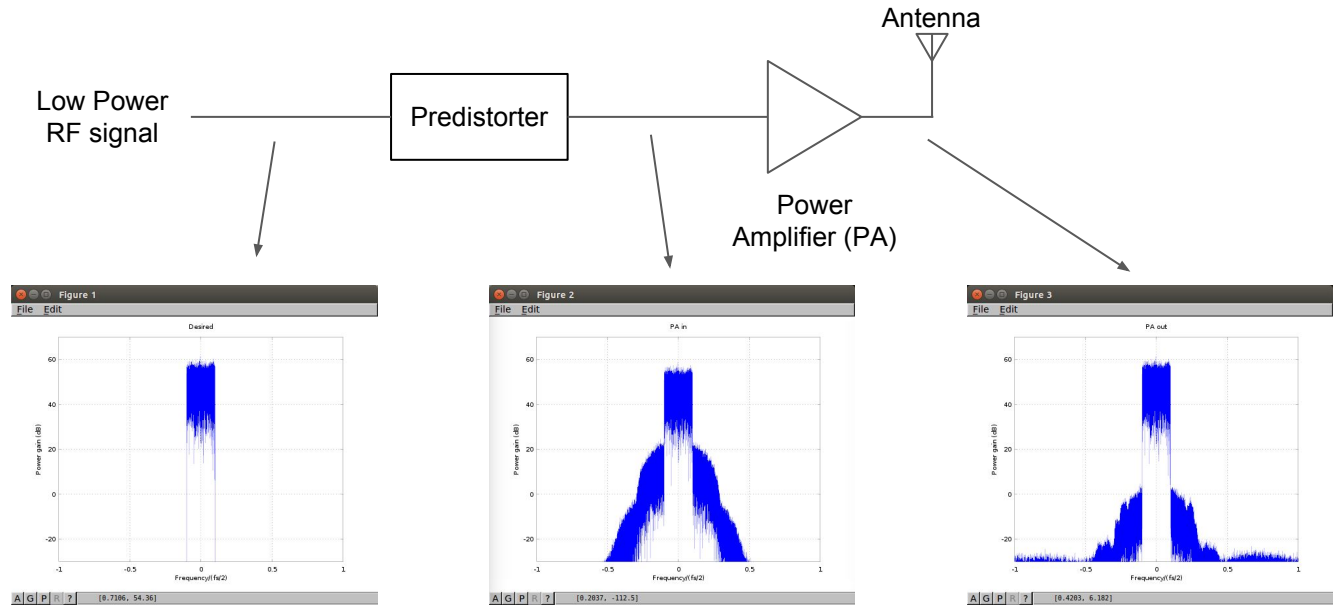 Antenna
Low Power
RF signal
Predistorter
Power
Amplifier (PA)
Figure 1
File Edit
Desired
60
40
20
0
-20
Power gain (dB)
-1 -0.5 0 0.5 1
Frequency/(fs/2)
A G P R ? [0.7106, 54.36]
Figure 2
File Edit
PA in
60
40
20
0
-20
Power gain (dB)
-1 -0.5 0 0.5 1
Frequency/(fs/2)
A G P R ? [0.2037, -112.5]
Figure 3
File Edit
PA out
60
40
20
0
-20
Power gain (dB)
-1 -0.5 0 0.5 1
Frequency/(fs/2)
A G P R ? [0.4203, 6.182]